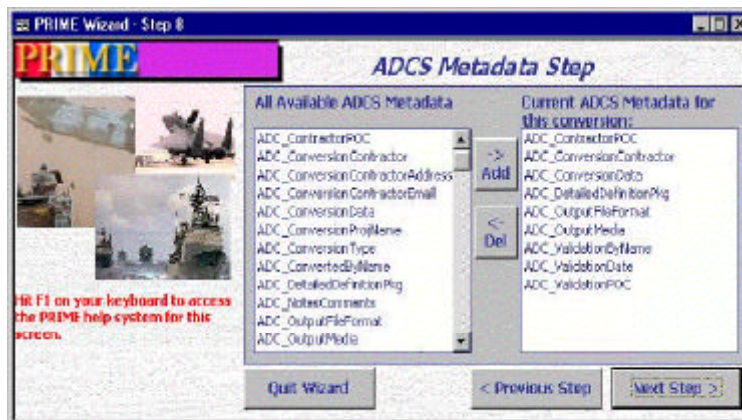 PRIME Wizard - Step 8
PRIME
ADCS Metadata Step
All Available ADCS Metadata
ADC_ContractorPOC
ADC_ConversionContractor
ADC_ConversionContractorAddress
ADC_ConversionContractorEmail
ADC_ConversionData
ADC_ConversionProjName
ADC_ConversionType
ADC_ConvertedByName
ADC_DetailedDefinitionPkg
ADC_NotesComments
ADC_OutputFileFormat
ADC_OutputMedia
->
Add
<-
Del
Current ADCS Metadata for
this conversion:
ADC_ContractorPOC
ADC_ConversionContractor
ADC_ConversionData
ADC_DetailedDefinitionPkg
ADC_OutputFileFormat
ADC_OutputMedia
ADC_ValidationByName
ADC_ValidationDate
ADC_ValidationPOC
Hit F1 on your keyboard to access
the PRIME help system for this
screen.
Quit Wizard
< Previous Step
Next Step >